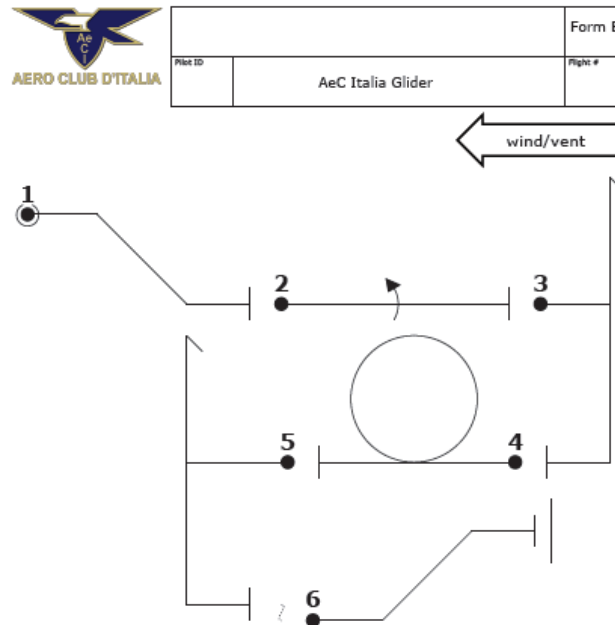 Form B
AeC I
AERO CLUB D'ITALIA
Pilot ID
AeC Italia Glider
Flight #
wind/vent
1
2
3
5
4
6